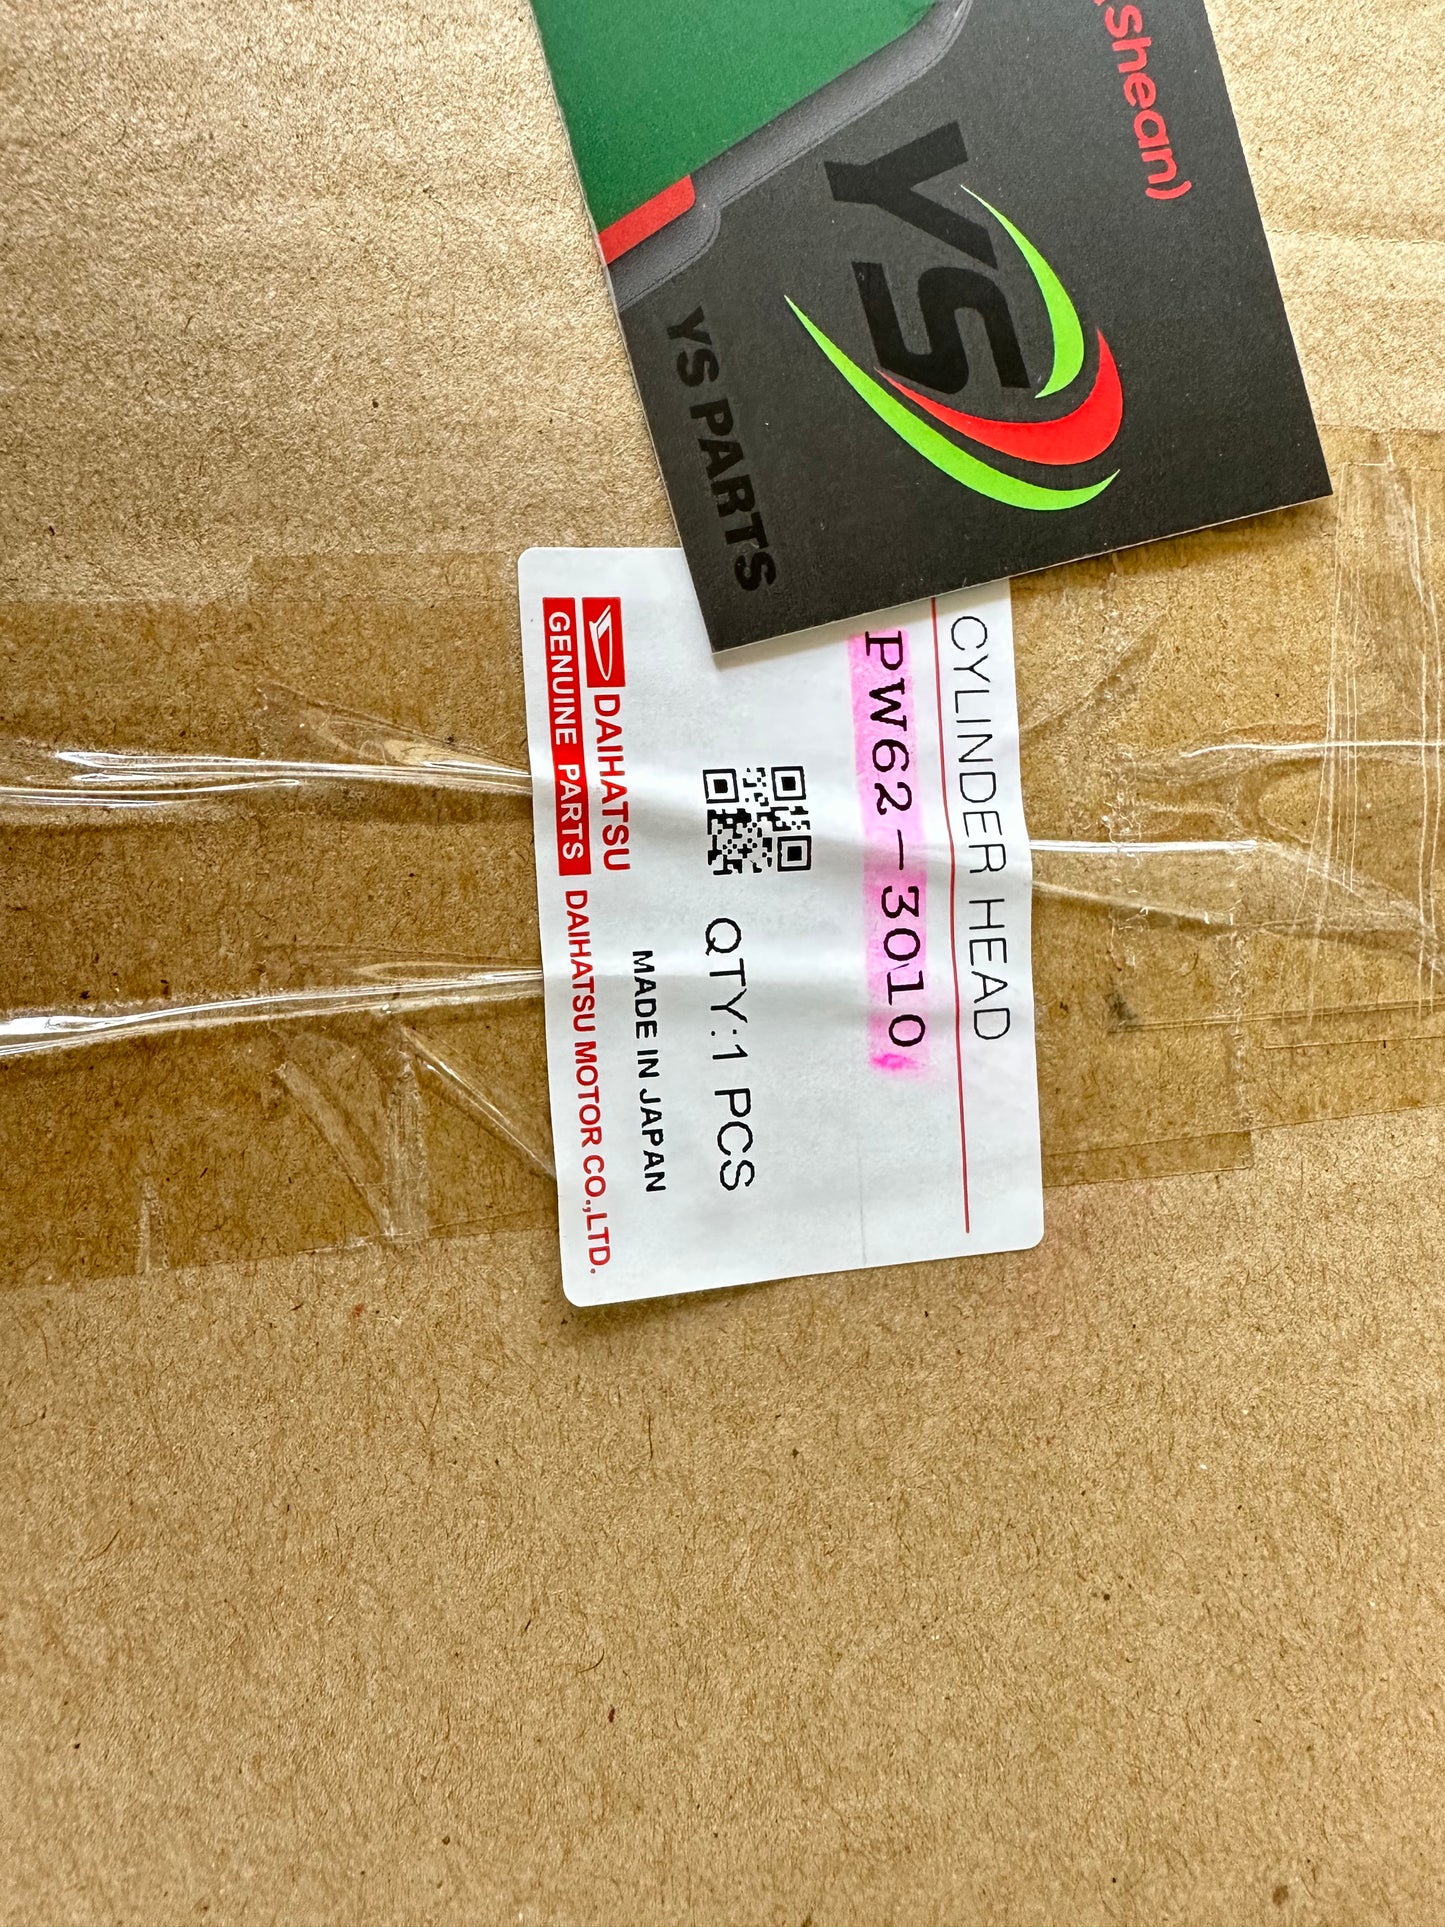 .shean)
YS
YS PARTS
CYLINDER HEAD
PW62-3010
QTY:1 PCS
MADE IN JAPAN
DAIHATSU
GENUINE PARTS
DAIHATSU MOTOR CO.,LTD.